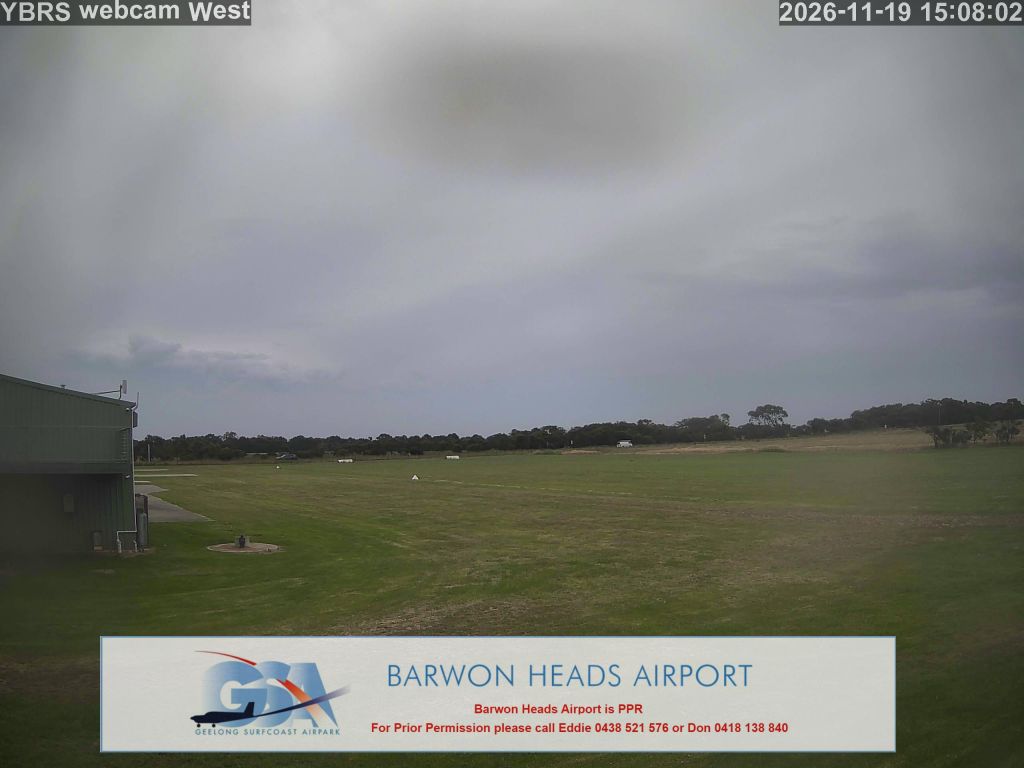 YBRS webcam West
2026-11-19 15:08:02
GSA
GEELONG SURFCOAST AIRPARK
BARWON HEADS AIRPORT
Barwon Heads Airport is PPR
For Prior Permission please call Eddie 0438 521 576 or Don 0418 138 840